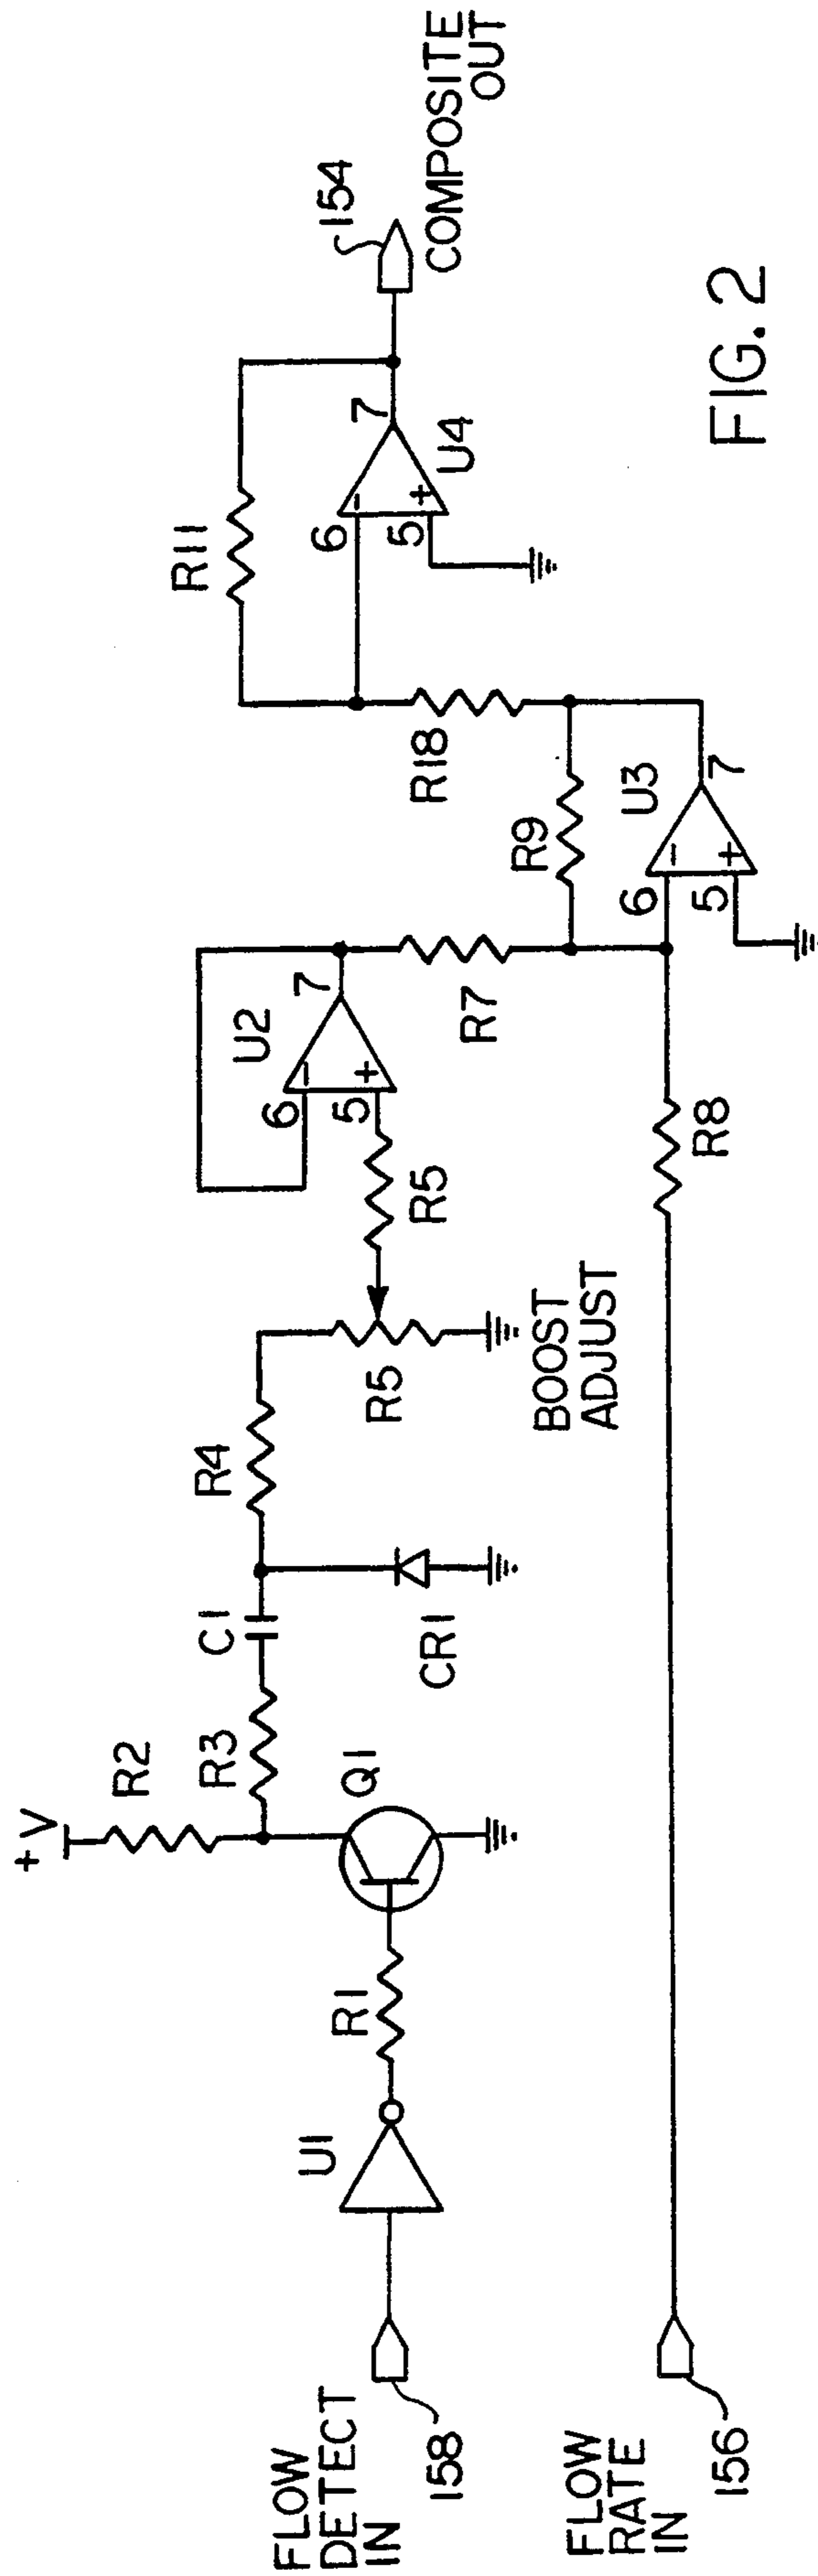 +V
R2
R3
C1
R4
R5
R5
U2
6
5
7
R11
6
5
7
U4
154
COMPOSITE
OUT
FLOW
DETECT
IN
158
U1
R1
Q1
CR1
BOOST
ADJUST
R7
R9
R18
U3
6
5
7
R8
FLOW
RATE
IN
156
FIG. 2
-
+
-
+
-
+